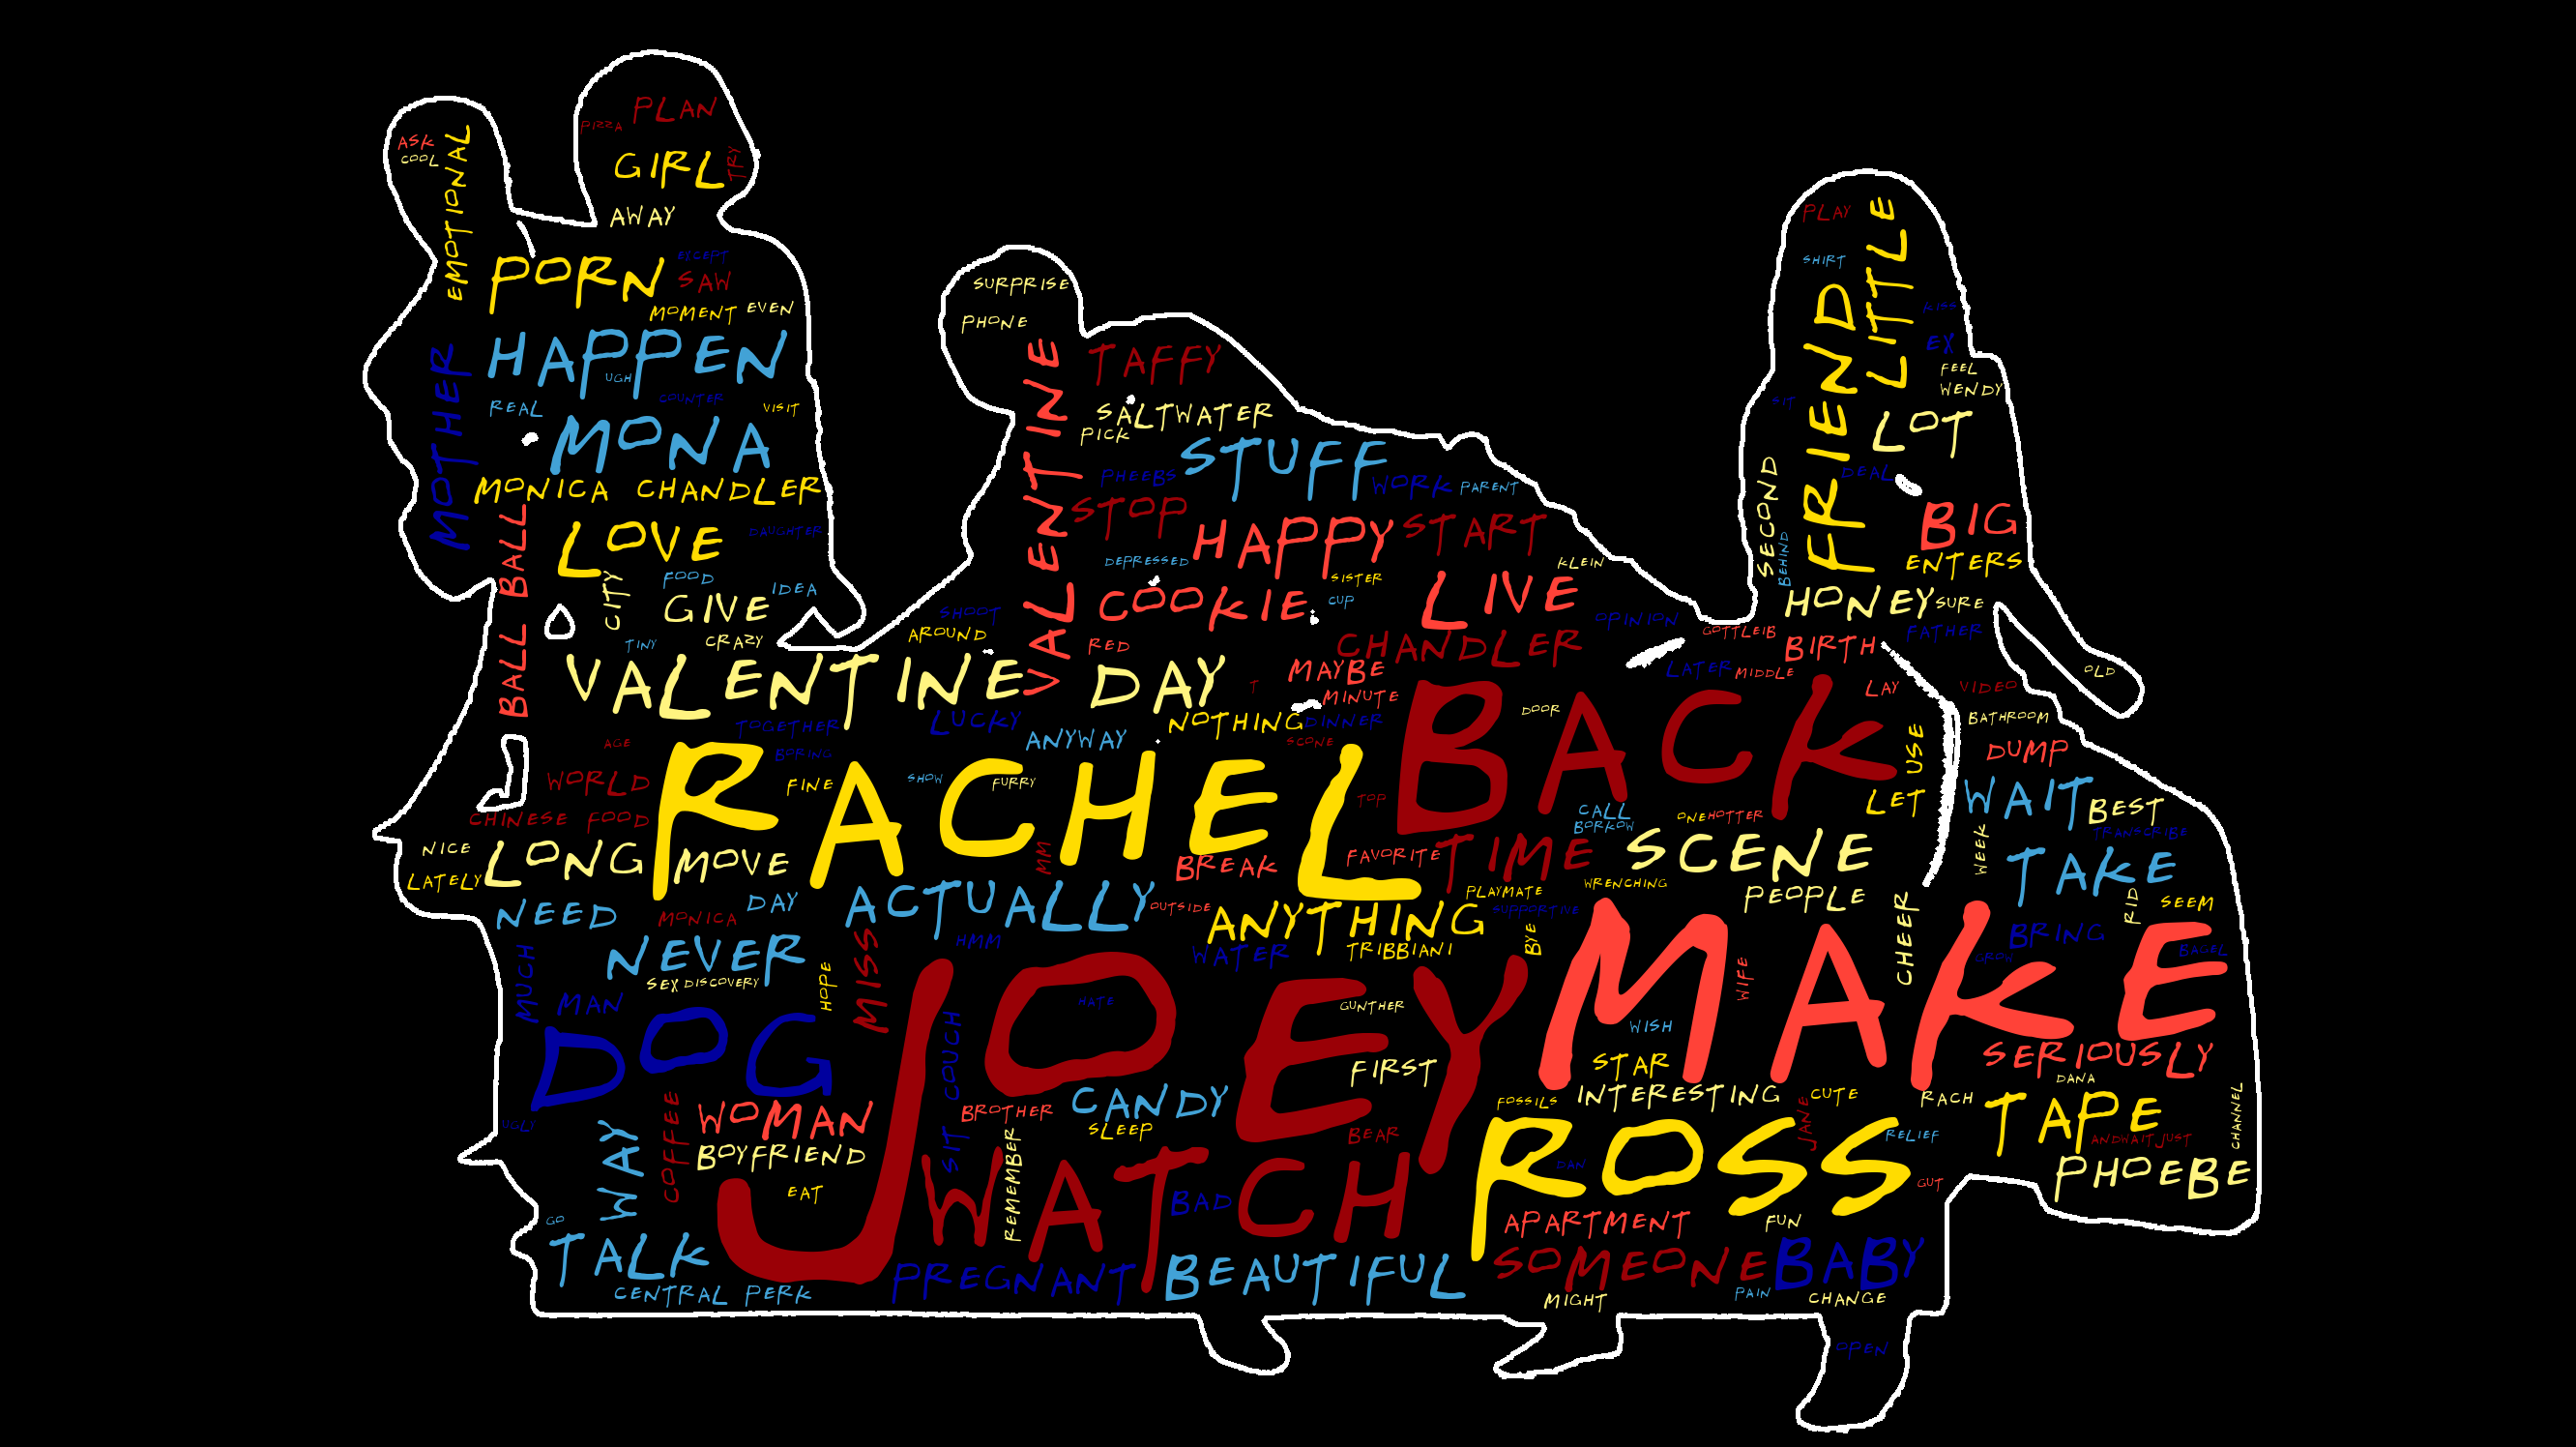 PLAN
PIZZA
ASK
COOL
EMOTIONAL
GIRL
TRY
AWAY
PLAY
LITTLE
PORN
EXCEPT
SAW
MOMENT
EVEN
SURPRISE
PHONE
SHIRT
FRIEND
KISS
EX
FEEL
WENDY
MOTHER
HAPPEN
UGH
REAL
COUNTER
VISIT
VALENTINE
TAFFY
SALTWATER
PICK
SIT
LOT
MONA
STUFF
PHEEBS
WORK
PARENT
DEAL
SECOND
BEHIND
MONICA CHANDLER
BALL BALL
LOVE
DAUGHTER
STOP
HAPPY
START
BIG
ENTERS
DEPRESSED
SISTER
KLEIN
CITY
FOOD
IDEA
GIVE
COOKIE
CUP
LIVE
HONEY
SURE
SHOOT
OPINION
TINY
CRAZY
AROUND
RED
CHANDLER
GOTTLEIB
BIRTH
FATHER
VALENTINE DAY
T
MAYBE
MINUTE
LATER
MIDDLE
LAY
VIDEO
OLD
TOGETHER
LUCKY
NOTHING
DINNER
DOOR
BACK
BATHROOM
AGE
BORING
ANYWAY
SCONE
USE
DUMP
WORLD
RACHEL
FINE
SHOW
FURRY
TOP
LET
WAIT
BEST
CHINESE FOOD
CALL
BORKOW
ONE
HOTTER
TRANSCRIBE
NICE
LATELY
LONG
MOVE
MM
BREAK
FAVORITE
TIME
SCENE
WEEK
TAKE
NEED
MONICA
DAY
ACTUALLY
OUTSIDE
ANYTHING
PLAYMATE
WRENCHING
SUPPORTIVE
PEOPLE
CHEER
RID
SEEM
NEVER
MISS
HMM
WATER
TRIBBIANI
BYE
MAKE
BRING
BAGEL
GROW
MUCH
SEX
DISCOVERY
HOPE
MAN
HATE
GUNTHER
WIFE
DOG
JOEY
COUCH
SIT
FIRST
WISH
STAR
SERIOUSLY
DANA
COFFEE
WOMAN
BROTHER
CANDY
FOSSILS
INTERESTING
CUTE
RACH
TAPE
CHANNEL
UGLY
WAY
BOYFRIEND
SLEEP
BEAR
JANE
RELIEF
ANDWAITJUST
EAT
REMEMBER
WATCH
BAD
ROSS
DAN
GUT
PHOEBE
GO
TALK
APARTMENT
FUN
CENTRAL PERK
PREGNANT
BEAUTIFUL
SOMEONE
BABY
MIGHT
PAIN
CHANGE
OPEN